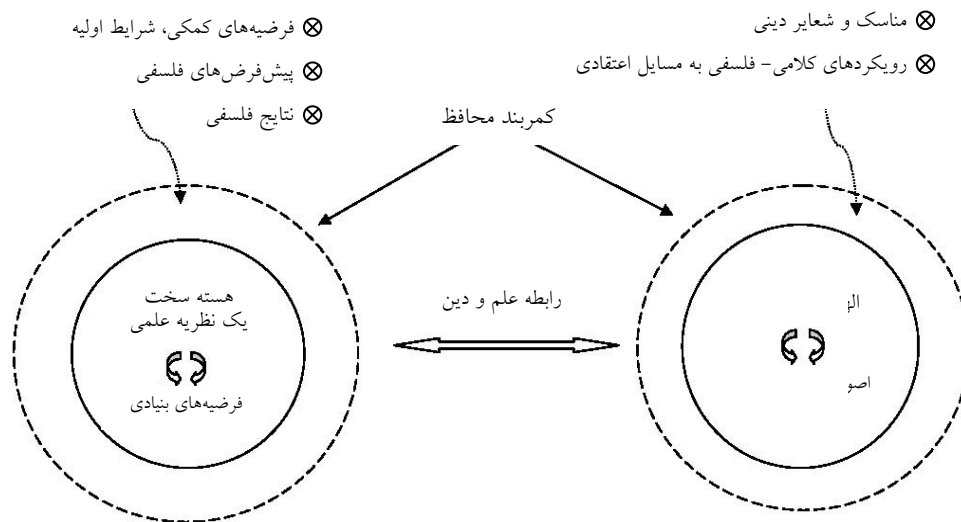 مناسک و شعایر دینی
رویکردهای کلامی- فلسفی به مسایل اعتقادی
فرضیه‌های کمکی، شرایط اولیه
پیش‌فرض‌های فلسفی
نتایج فلسفی
کمربند محافظ
رابطه علم و دین
هسته سخت
یک نظریه علمی
فرضیه‌های بنیادی
اصو